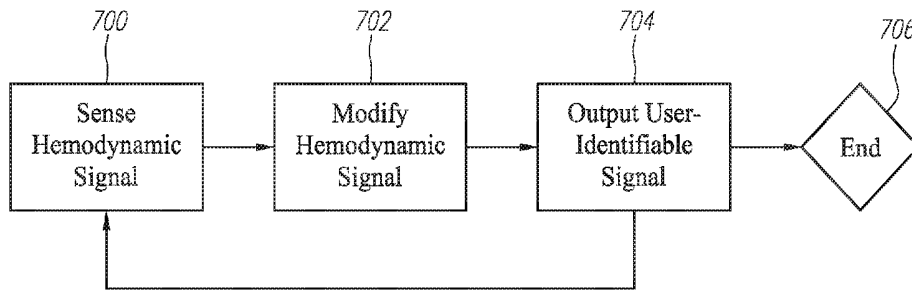 700
702
704
706
Sense
Hemodynamic
Signal
Modify
Hemodynamic
Signal
Output User-
Identifiable
Signal
End